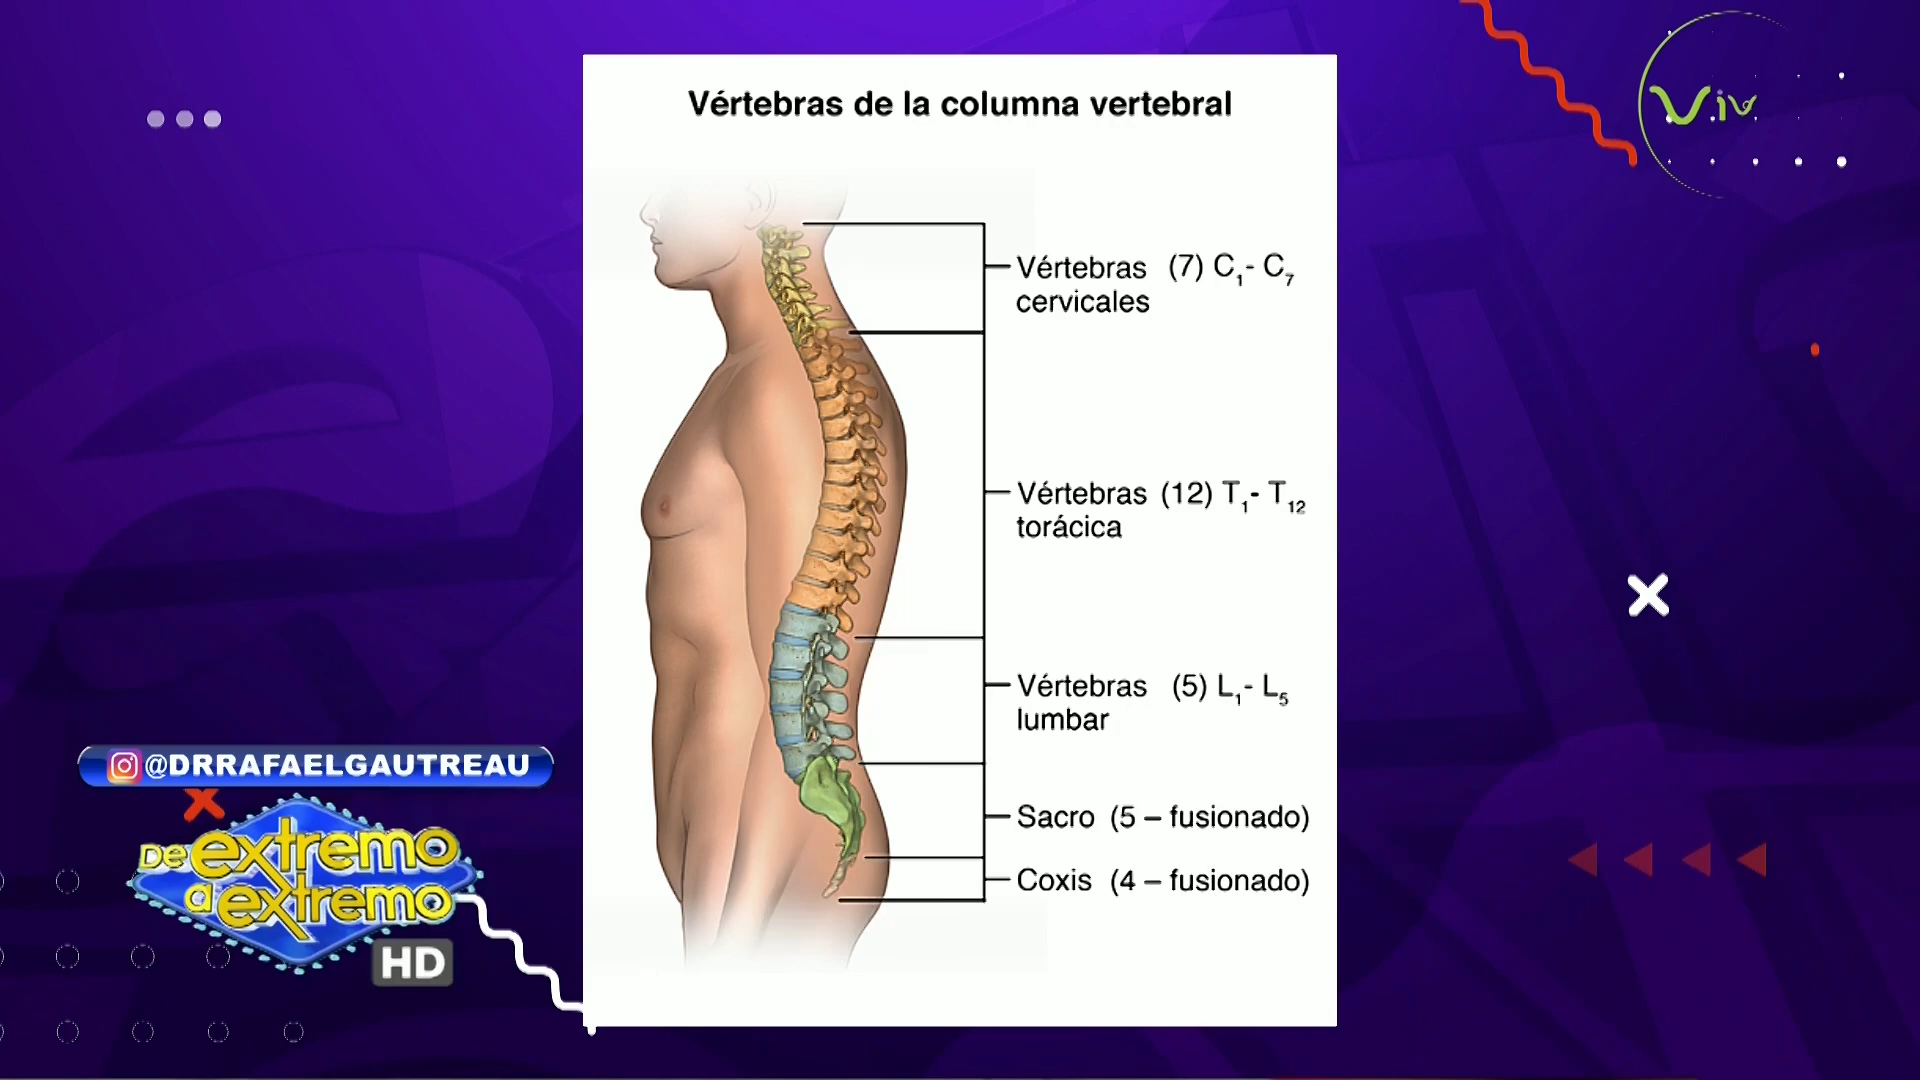 Vértebras de la columna vertebral
Viv
Vértebras (7) C1- C7
cervicales
Vértebras (12) T1- T12
torácica
Vértebras (5) L1- L5
lumbar
Sacro (5 – fusionado)
Coxis (4 – fusionado)
@DRRAFAELGAUTREAU
De extremo
a extremo
HD